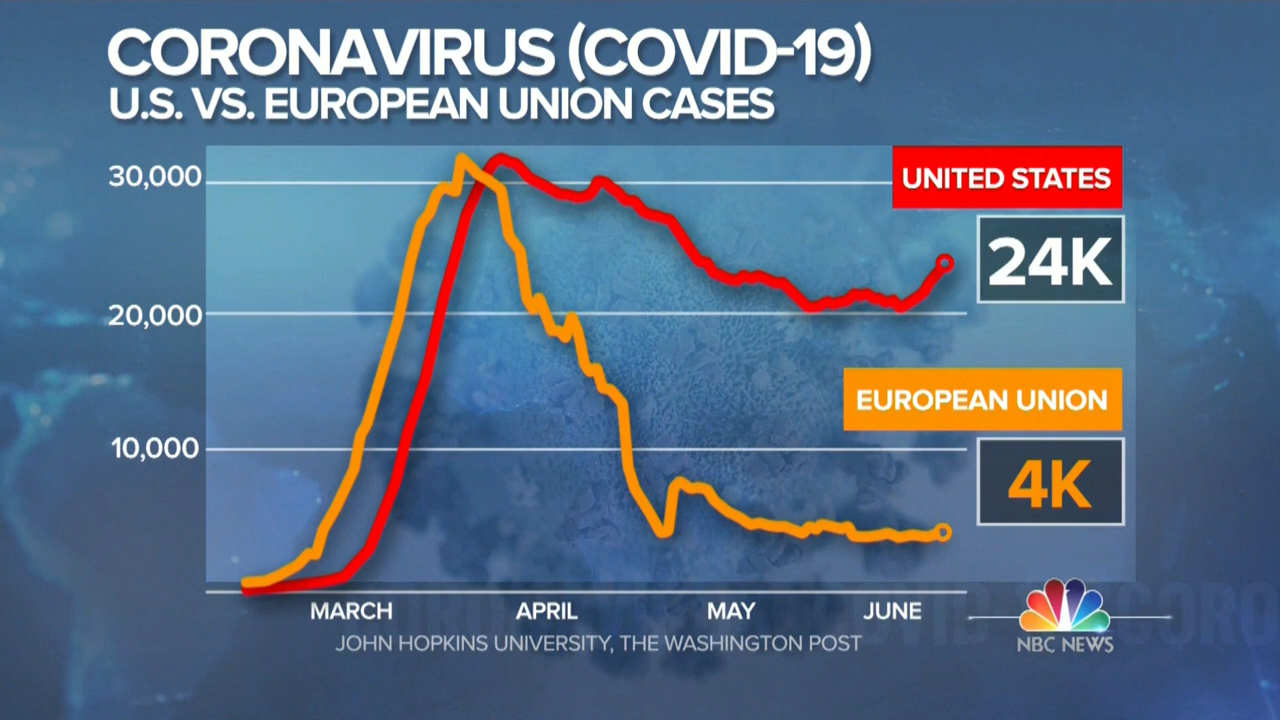 CORONAVIRUS (COVID-19)
U.S. VS. EUROPEAN UNION CASES
30,000
20,000
10,000
UNITED STATES
24K
EUROPEAN UNION
4K
MARCH APRIL MAY JUNE
JOHN HOPKINS UNIVERSITY, THE WASHINGTON POST
NBC NEWS